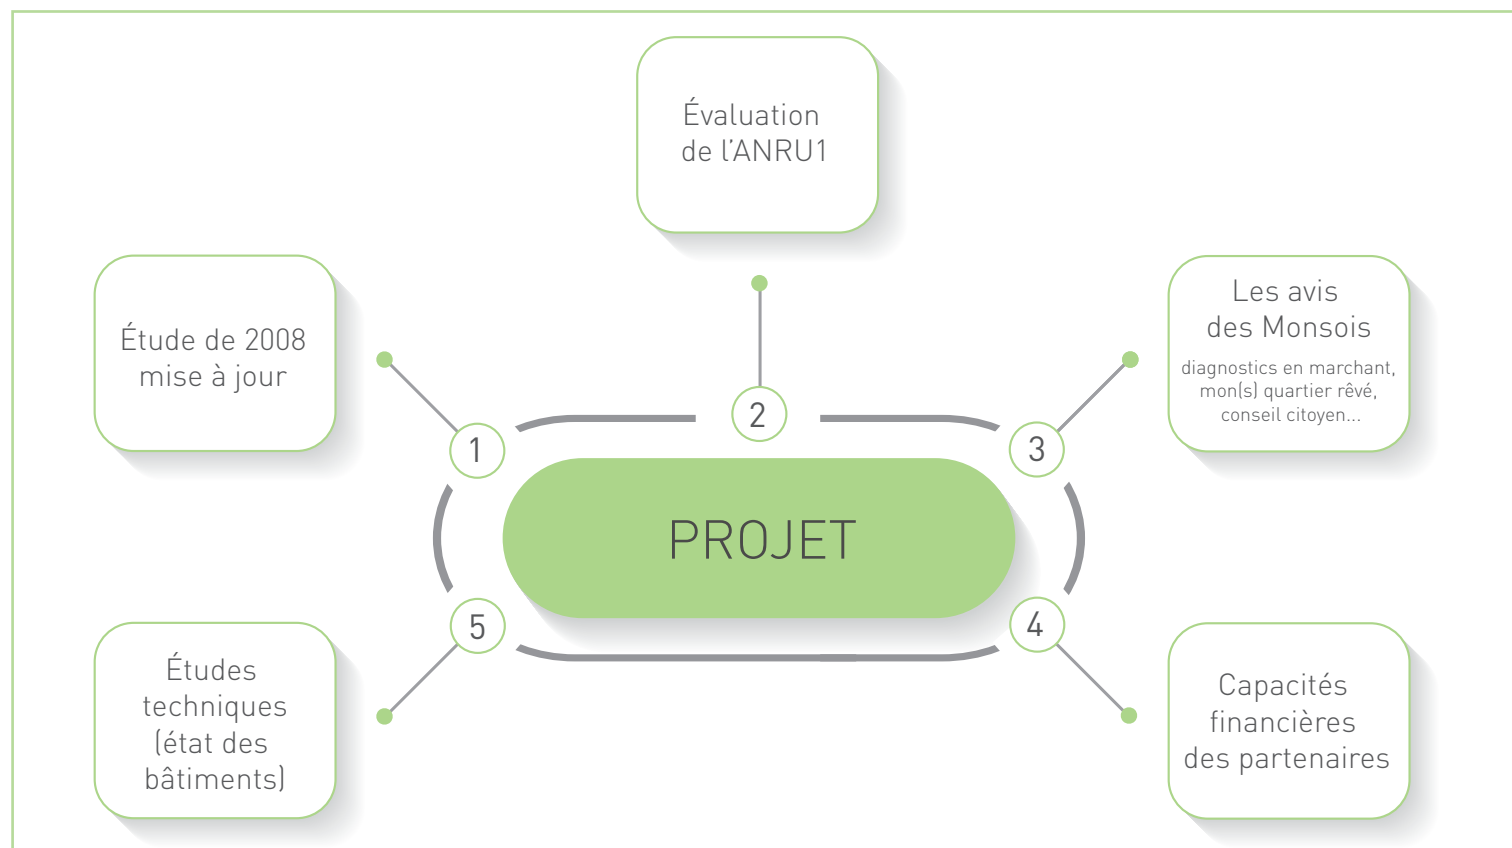 Évaluation
de l'ANRU1
Étude de 2008
mise à jour
Les avis
des Monsois
diagnostics en marchant,
mon(s) quartier rêvé,
conseil citoyen...
1
2
3
PROJET
5
4
Études
techniques
(état des
bâtiments)
Capacités
financières
des partenaires